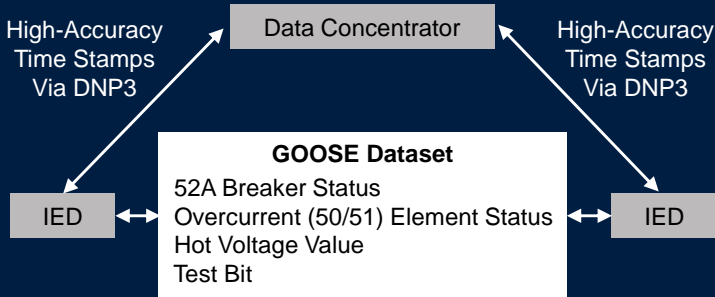 High-Accuracy
Time Stamps
Via DNP3
Data Concentrator
High-Accuracy
Time Stamps
Via DNP3
GOOSE Dataset
52A Breaker Status
Overcurrent (50/51) Element Status
Hot Voltage Value
Test Bit
IED
IED